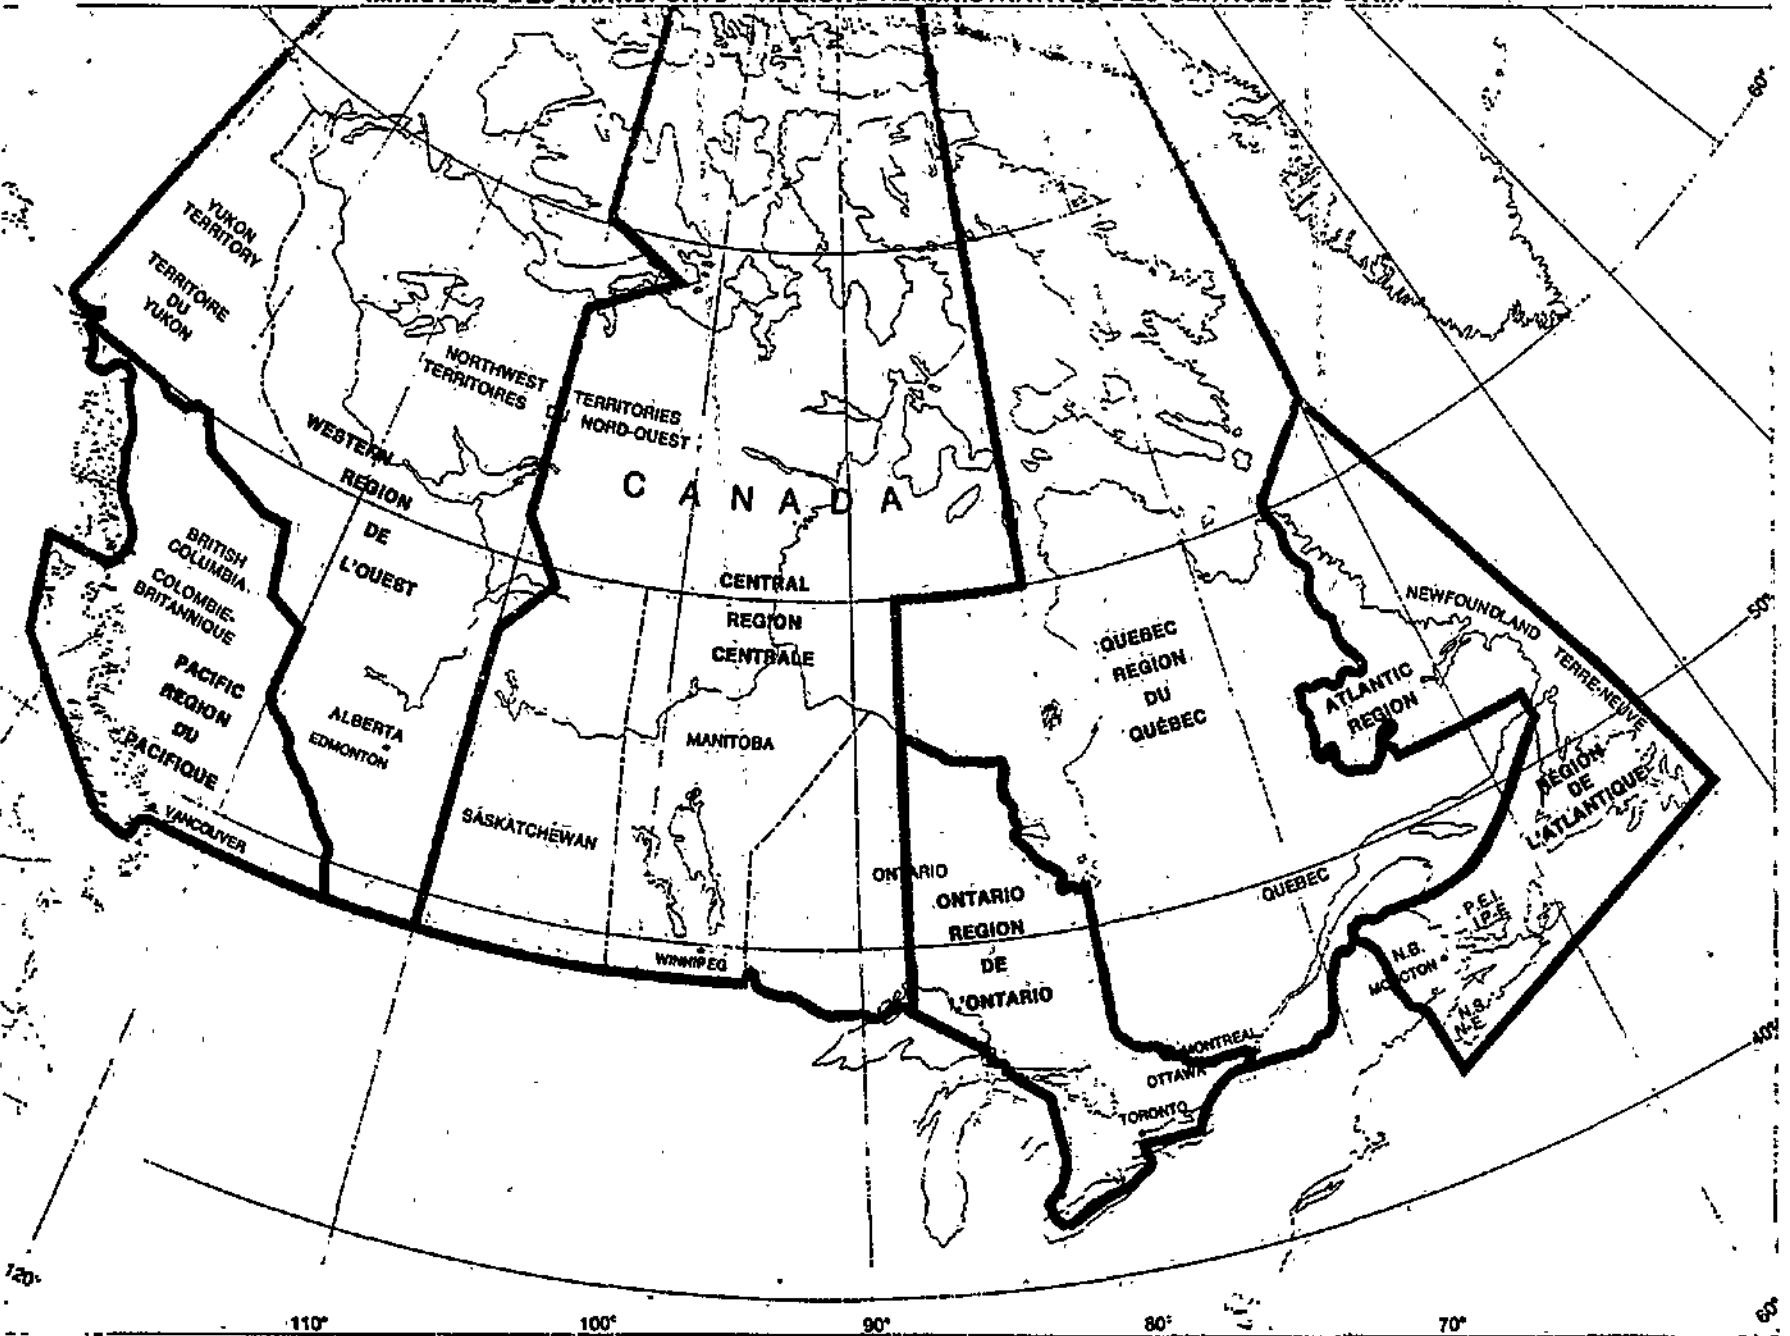 60°
YUKON
TERRITORY
TERRITOIRE
DU
YUKON
NORTHWEST
TERRITOIRES
TERRITORIES
DU NORD-OUEST
CANADA
WESTERN
REGION
DE
L'OUEST
BRITISH
COLUMBIA
COLOMBIE-
BRITANNIQUE
PACIFIC
REGION
DU
PACIFIQUE
VANCOUVER
ALBERTA
EDMONTON
CENTRAL
REGION
CENTRALE
MANITOBA
SASKATCHEWAN
WINNIPEG
ONTARIO
ONTARIO
REGION
DE
L'ONTARIO
QUEBEC
REGION
DU
QUÉBEC
QUEBEC
MONTREAL
OTTAWA
TORONTO
NEWFOUNDLAND
TERRE-NEUVE
ATLANTIC
REGION
RÉGION
DE
L'ATLANTIQUE
P.E.I.
I.P-E
N.B.
MONCTON
N.S.
N-E
50°
40°
120°
110°
100°
90°
80°
70°
60°